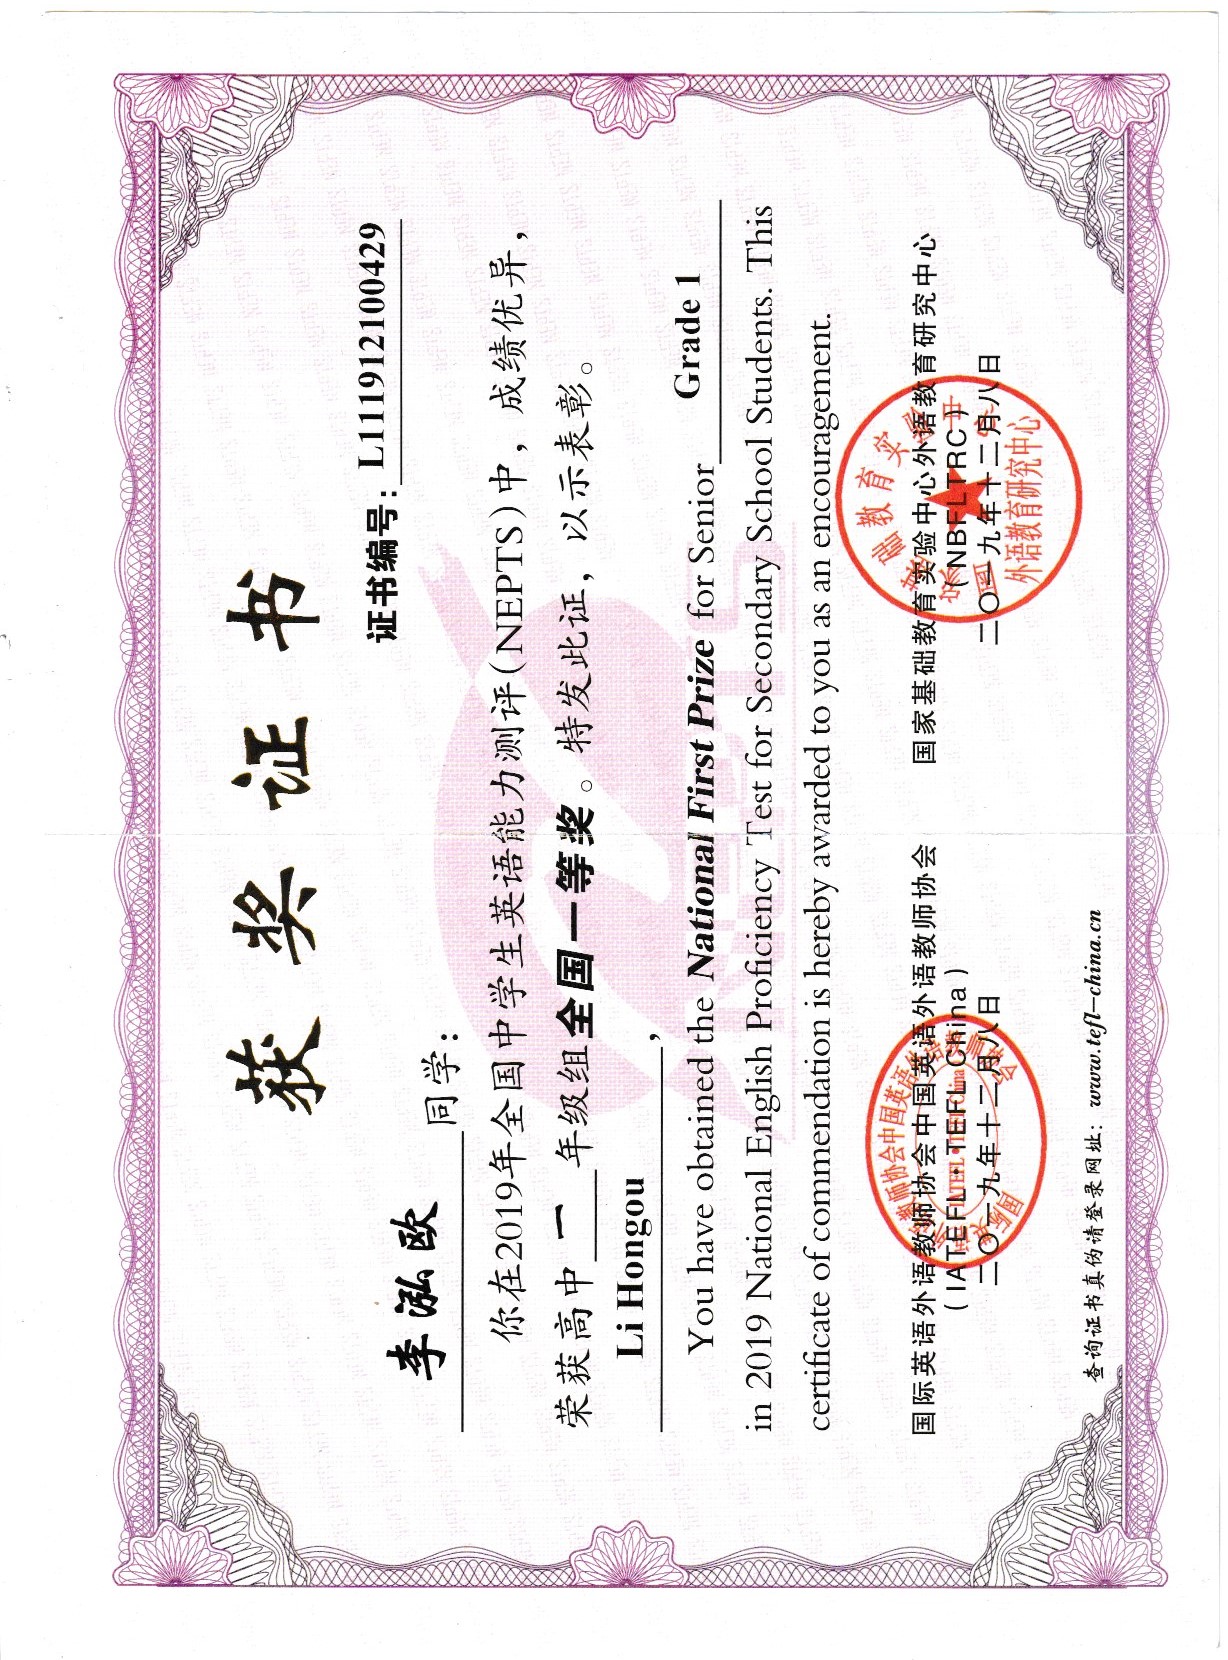 获奖证书
证书编号：L111912100429
李泓欧同学：
你在2019年全国中学生英语能力测评(NEPTS)中，成绩优异，
荣获高中一年级组全国一等奖。特发此证，以示表彰。
Li Hongou,
You have obtained the National First Prize for Senior Grade 1
in 2019 National English Proficiency Test for Secondary School Students. This
certificate of commendation is hereby awarded to you as an encouragement.
国际英语外语教师协会中国英语外语教师协会
(IATEFL · TEFL China)
二〇一九年十二月八日
国际英语外语教师协会中国英语外语教师协会
IATEFL·TEFL China
国家基础教育实验中心外语教育研究中心
(NBFLTRC)
二〇一九年十二月八日
国家基础教育实验中心
外语教育研究中心
查询证书真伪请登录网址：www.tefl-china.cn
NEPTS